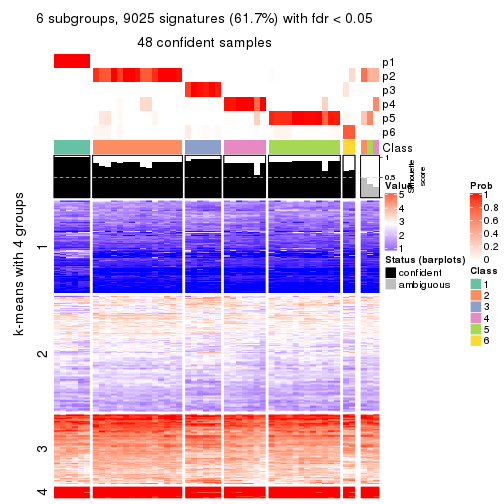 6 subgroups, 9025 signatures (61.7%) with fdr < 0.05
48 confident samples
p1
p2
p3
p4
p5
p6
Class
1
0.5
Silhouette
score
k-means with 4 groups
1
2
3
4
Value
5
4
3
2
1
Status (barplots)
confident
ambiguous
Prob
1
0.8
0.6
0.4
0.2
0
Class
1
2
3
4
5
6